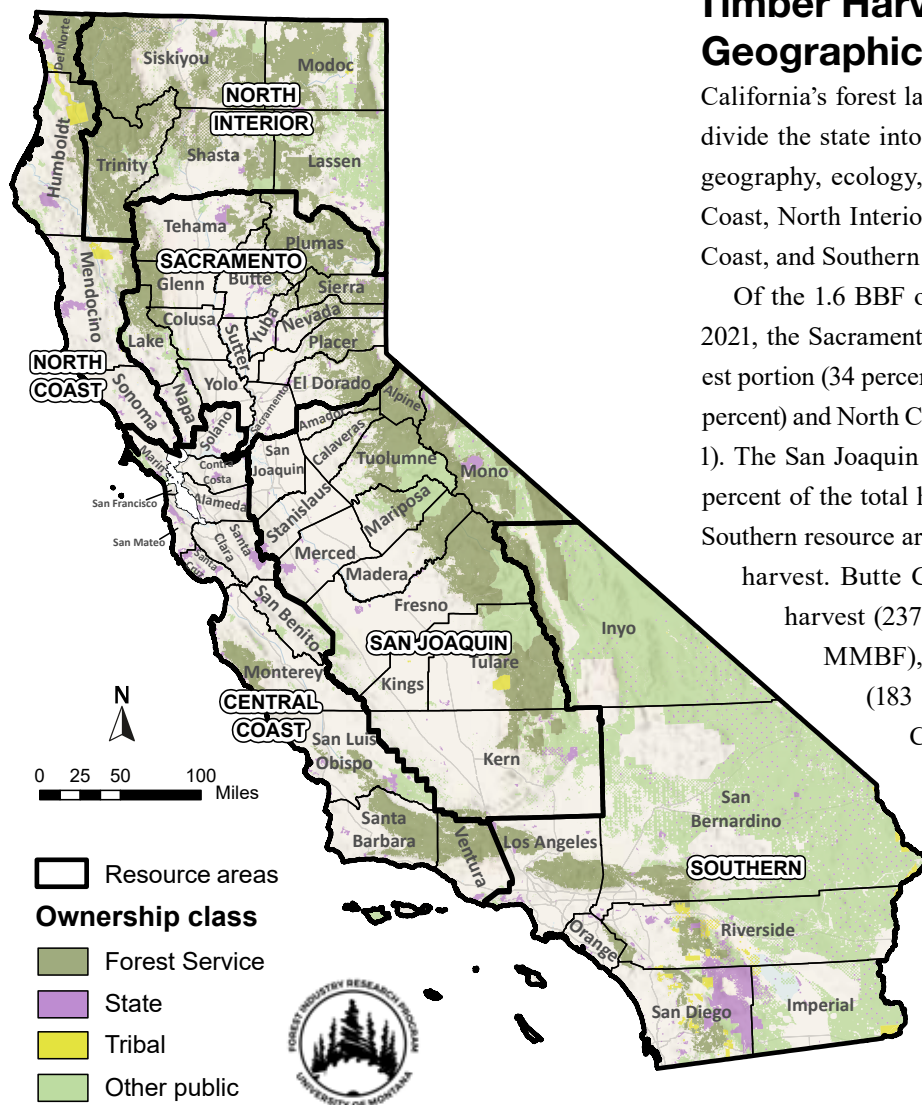 Timber Harv
Geographic
California's forest la
divide the state into
geography, ecology,
Coast, North Interio
Coast, and Southern
Of the 1.6 BBF o
2021, the Sacrament
est portion (34 percen
percent) and North C
1). The San Joaquin
percent of the total h
Southern resource ar
harvest. Butte C
harvest (237
MMBF),
(183
C
Del Norte
Siskiyou
Modoc
NORTH
INTERIOR
Humboldt
Trinity
Shasta
Lassen
Tehama
Plumas
SACRAMENTO
Mendocino
Glenn
Butte
Sierra
Colusa
Yuba
Nevada
Lake
Sutter
Placer
NORTH
COAST
Sonoma
Napa
Yolo
Sacramento
El Dorado
Solano
Amador
Alpine
Marin
Contra
Costa
San
Joaquin
Calaveras
Tuolumne
Mono
San Francisco
Alameda
Stanislaus
Mariposa
San Mateo
Santa
Clara
Santa
Merced
Santa
Madera
San Benito
Fresno
Inyo
SAN JOAQUIN
Tulare
Monterey
Kings
CENTRAL
COAST
San Luis
Obispo
Kern
San
Bernardino
Santa
Barbara
Ventura
Los Angeles
SOUTHERN
Orange
Riverside
San Diego
Imperial
N
0 25 50 100
Miles
Resource areas
Ownership class
Forest Service
State
Tribal
Other public
FOREST INDUSTRY RESEARCH PROGRAM
UNIVERSITY OF MONTANA